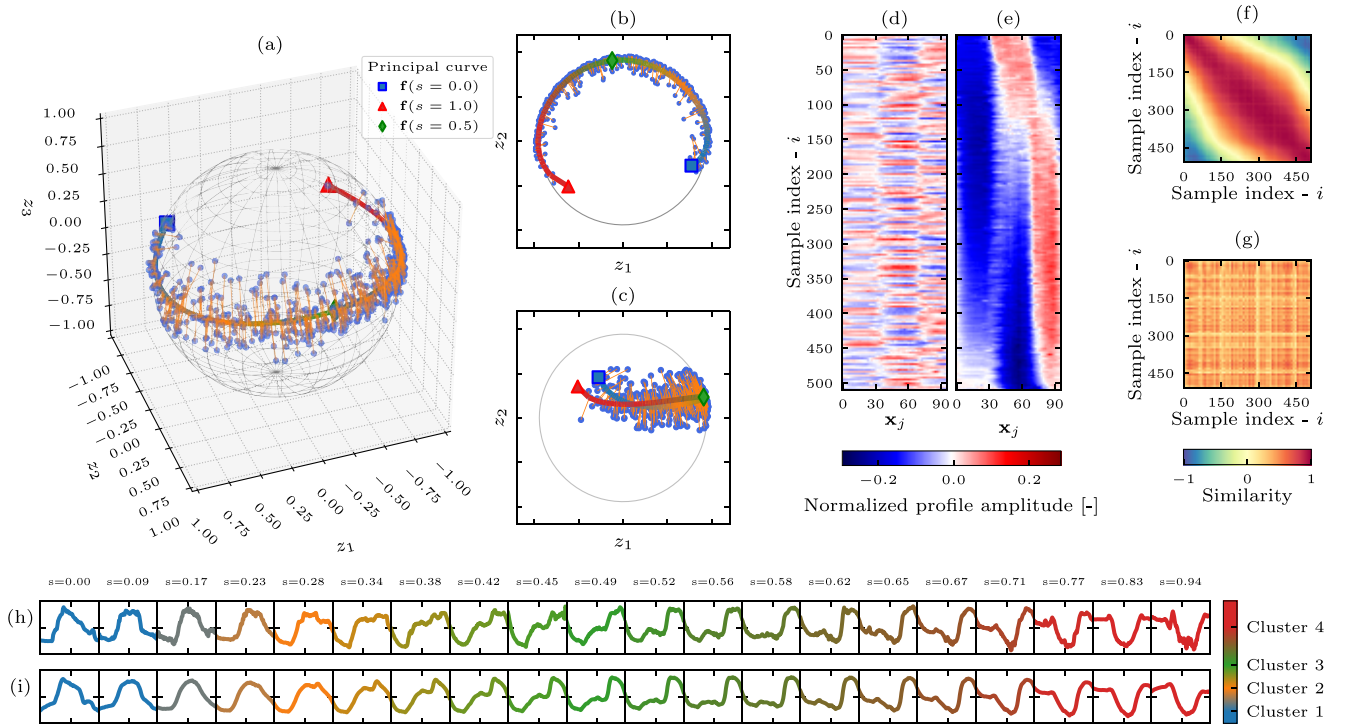 (a)
Principal curve
f(s = 0.0)
f(s = 1.0)
f(s = 0.5)
1.00
0.75
0.50
0.25
0.00
−0.25
−0.50
−0.75
−1.00
z3
−1.00
−0.75
−0.50
−0.25
0.00
0.25
0.50
0.75
1.00
z2
1.00
0.75
0.50
0.25
0.00
−0.25
−0.50
−0.75
−1.00
z1
(b)
z2
z1
(c)
z2
z1
(d) (e)
Sample index - i
0
50
100
150
200
250
300
350
400
450
500
0 30 60 90 0 30 60 90
xj xj
−0.2 0.0 0.2
Normalized profile amplitude [-]
(f)
Sample index - i
0
150
300
450
0 150 300 450
Sample index - i
(g)
Sample index - i
0
150
300
450
0 150 300 450
Sample index - i
−1 0 1
Similarity
s=0.00 s=0.09 s=0.17 s=0.23 s=0.28 s=0.34 s=0.38 s=0.42 s=0.45 s=0.49 s=0.52 s=0.56 s=0.58 s=0.62 s=0.65 s=0.67 s=0.71 s=0.77 s=0.83 s=0.94
(h)
(i)
Cluster 4
Cluster 3
Cluster 2
Cluster 1